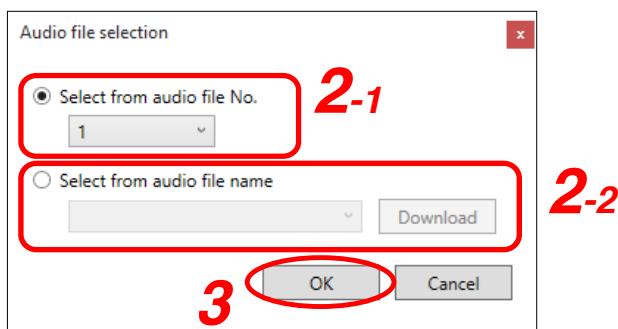 Audio file selection
x
Select from audio file No.
2-1
1
Select from audio file name
2-2
Download
3
OK
Cancel